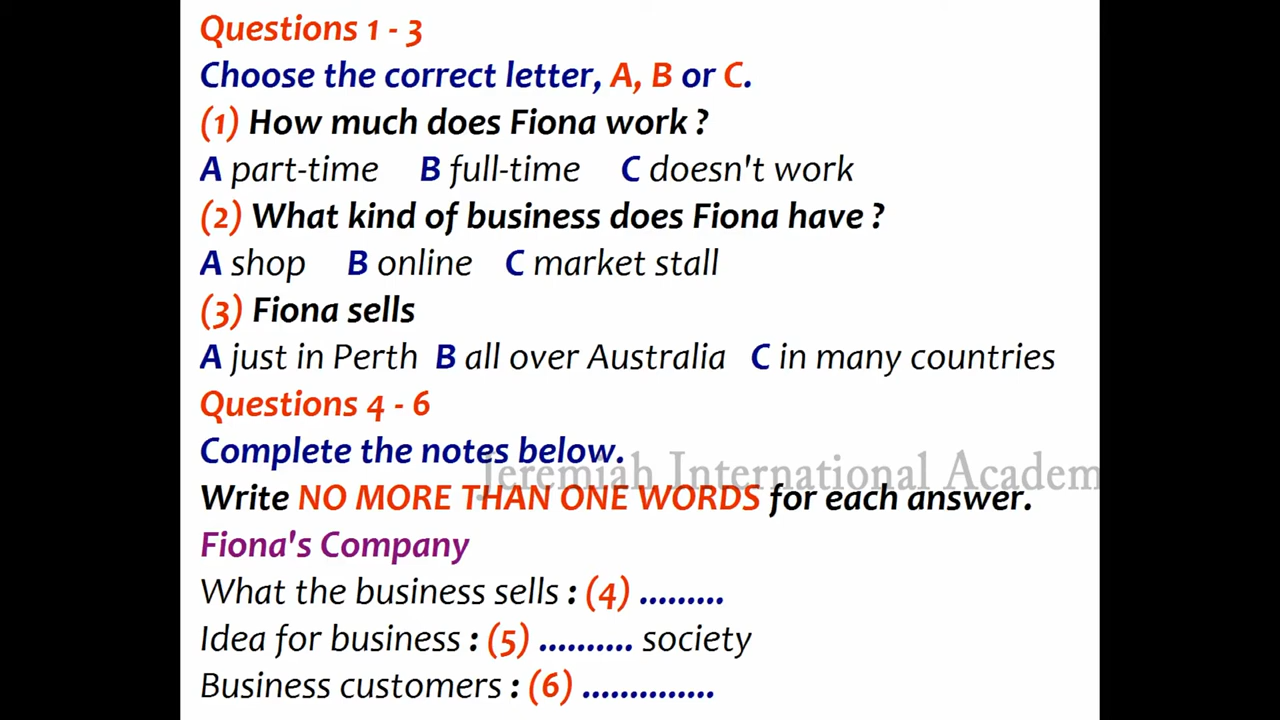 Questions 1 - 3
Choose the correct letter, A, B or C.
(1) How much does Fiona work ?
A part-time B full-time C doesn't work
(2) What kind of business does Fiona have ?
A shop B online C market stall
(3) Fiona sells
A just in Perth B all over Australia C in many countries
Questions 4 - 6
Complete the notes below.
Jeremiah International Academ
Write NO MORE THAN ONE WORDS for each answer.
Fiona's Company
What the business sells : (4) .........
Idea for business : (5) .......... society
Business customers : (6) ..............